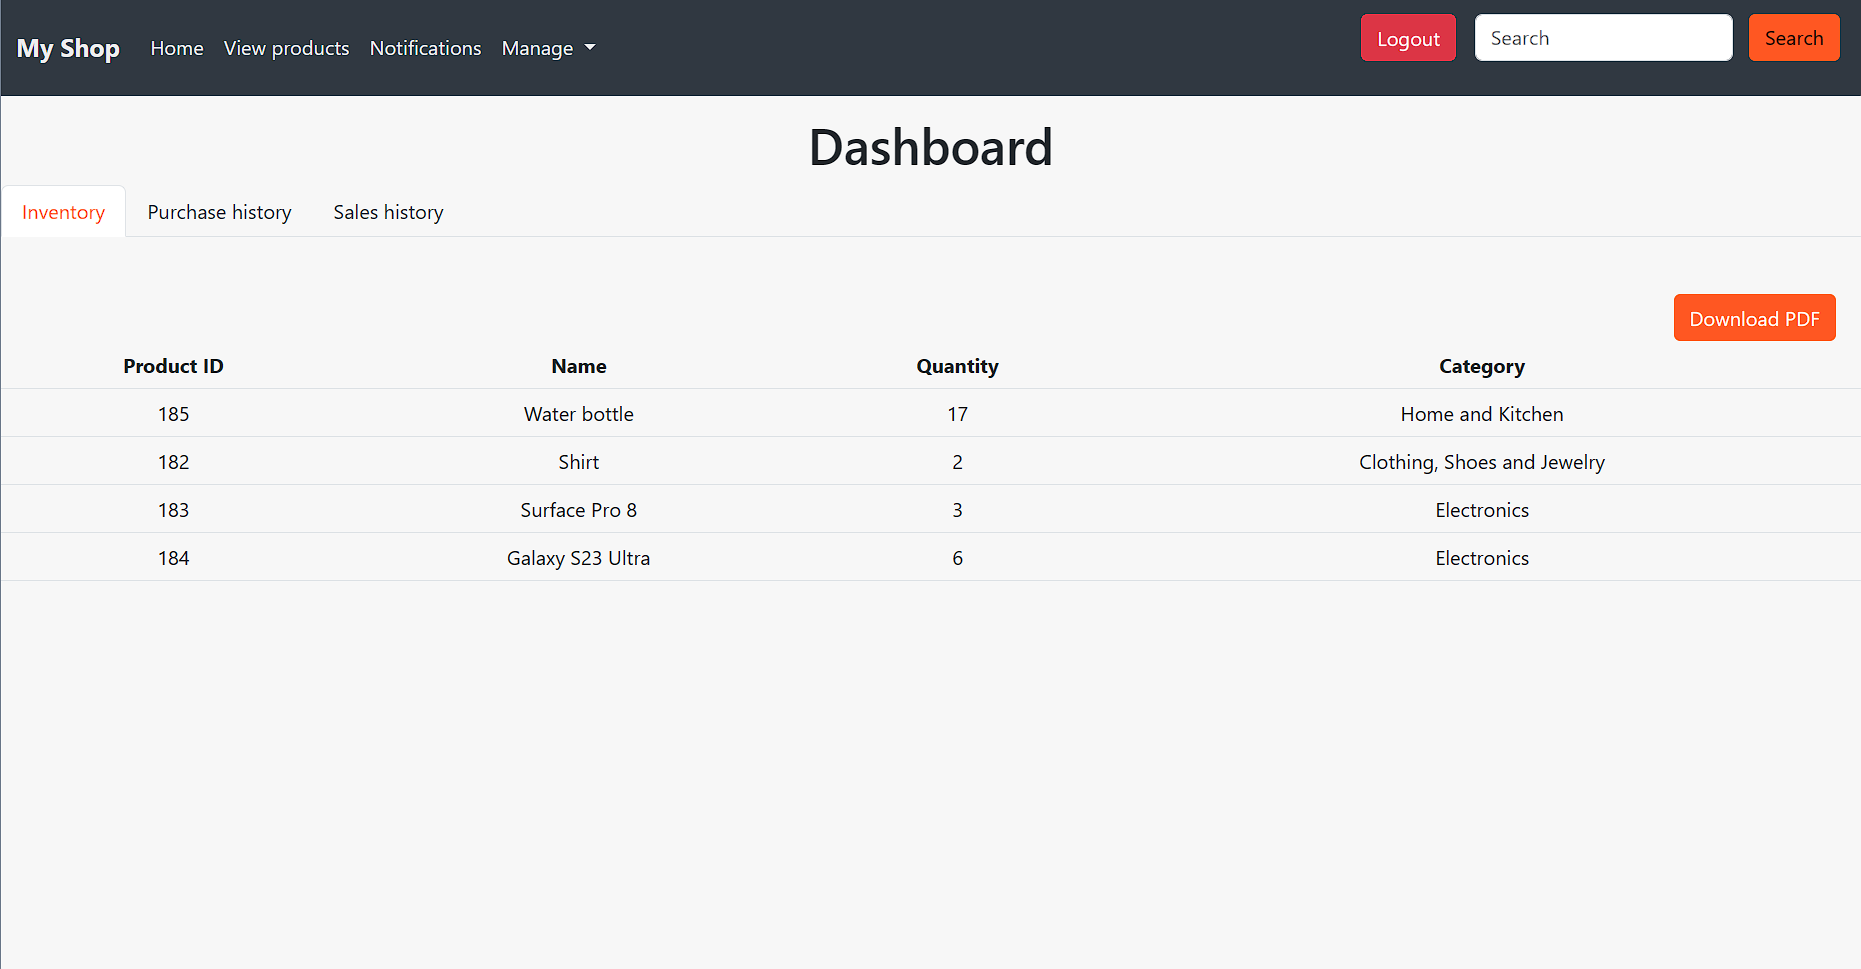 My Shop Home View products Notifications Manage Logout Search Search
Dashboard
Inventory Purchase history Sales history
Download PDF
Product ID Name Quantity Category
185 Water bottle 17 Home and Kitchen
182 Shirt 2 Clothing, Shoes and Jewelry
183 Surface Pro 8 3 Electronics
184 Galaxy S23 Ultra 6 Electronics